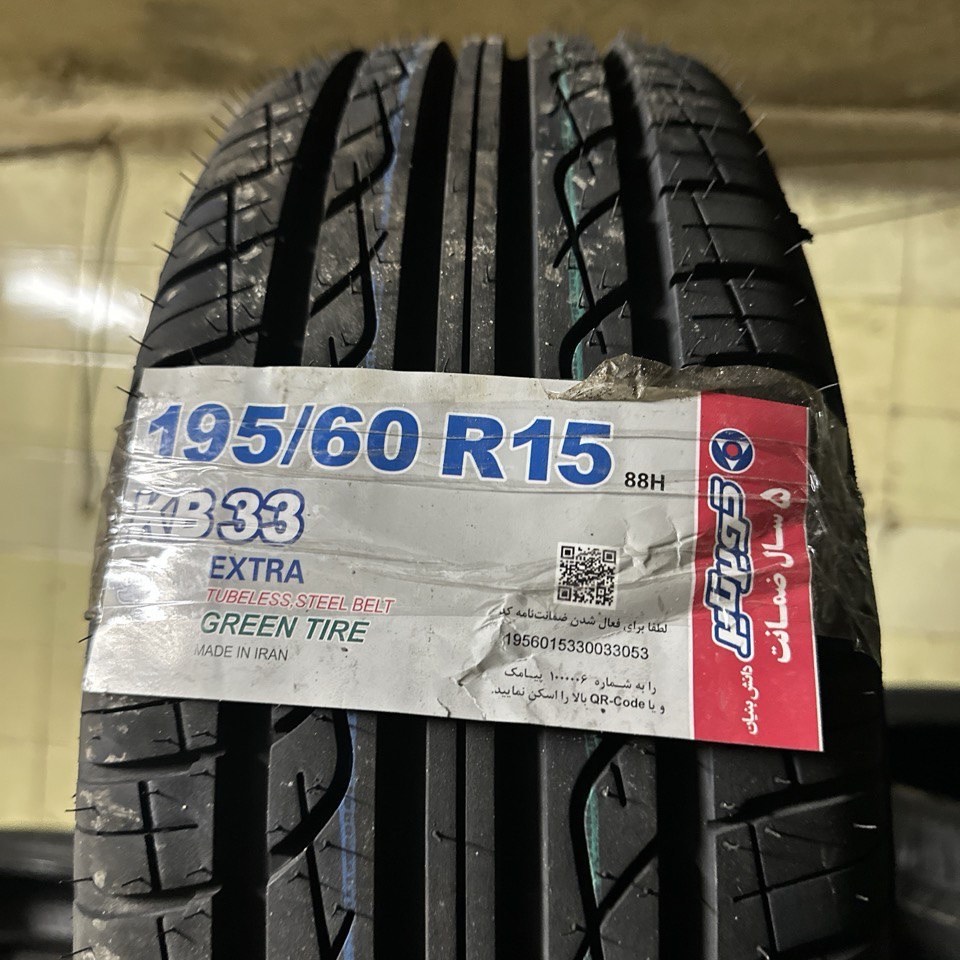 195/60 R15 88H
KB33
EXTRA
TUBELESS, STEEL BELT
GREEN TIRE
MADE IN IRAN
لطفا برای فعال شدن ضمانت‌نامه کد
1956015330033053
را به شماره ۱۰۰۰۰۶ پیامک
و یا QR-Code بالا را اسکن نمایید.
کویرتایر
دانش بنیان
۵ سال ضمانت